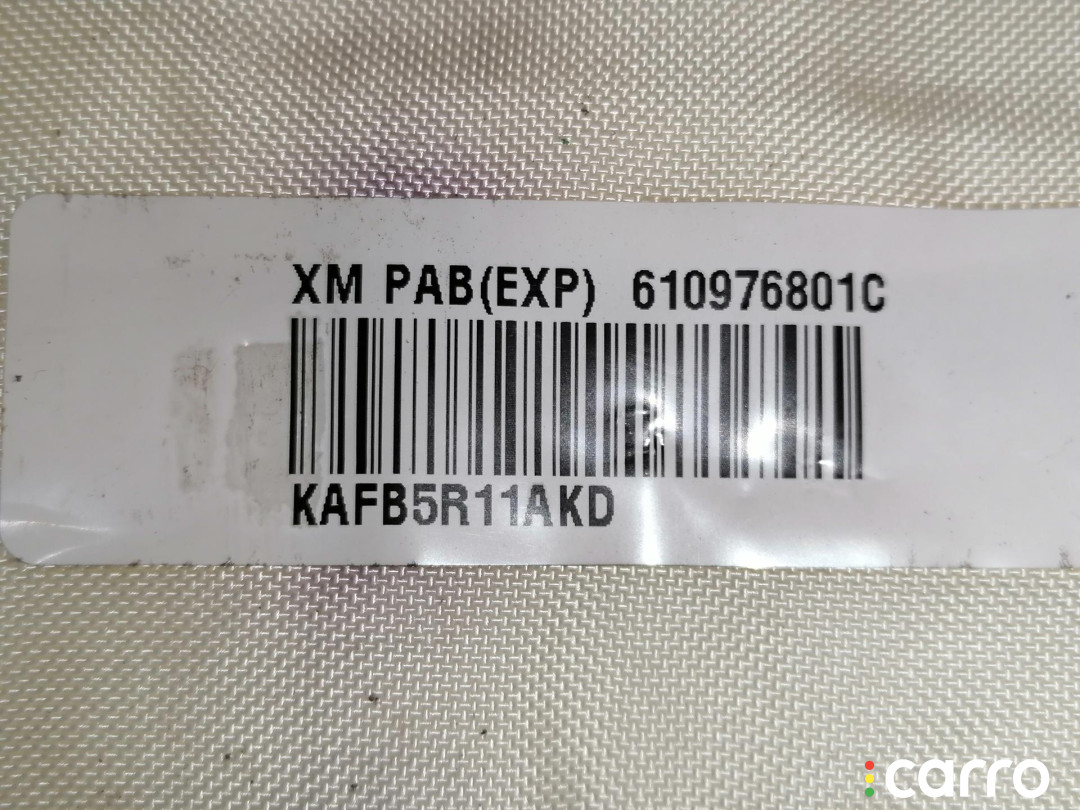 XM PAB(EXP) 610976801C
KAFB5R11AKD
carro